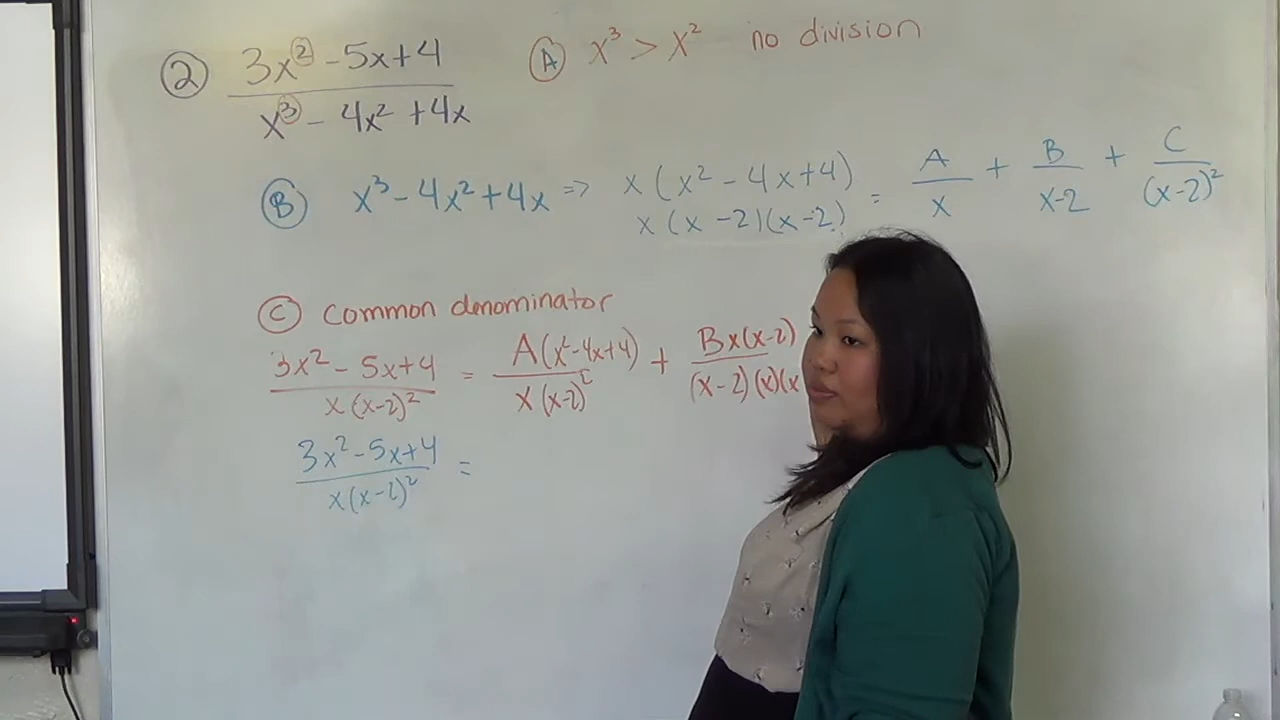 ② 3x² - 5x + 4 / x³ - 4x² + 4x
Ⓐ x³ > x² no division
Ⓑ x³ - 4x² + 4x => x(x² - 4x + 4) = A/x + B/x-2 + C/(x-2)²
x(x-2)(x-2)
Ⓒ common denominator
3x² - 5x + 4 / x(x-2)² = A(x²-4x+4) / x(x-2)² + Bx(x-2) / (x-2)(x)(x
3x² - 5x + 4 / x(x-2)² =